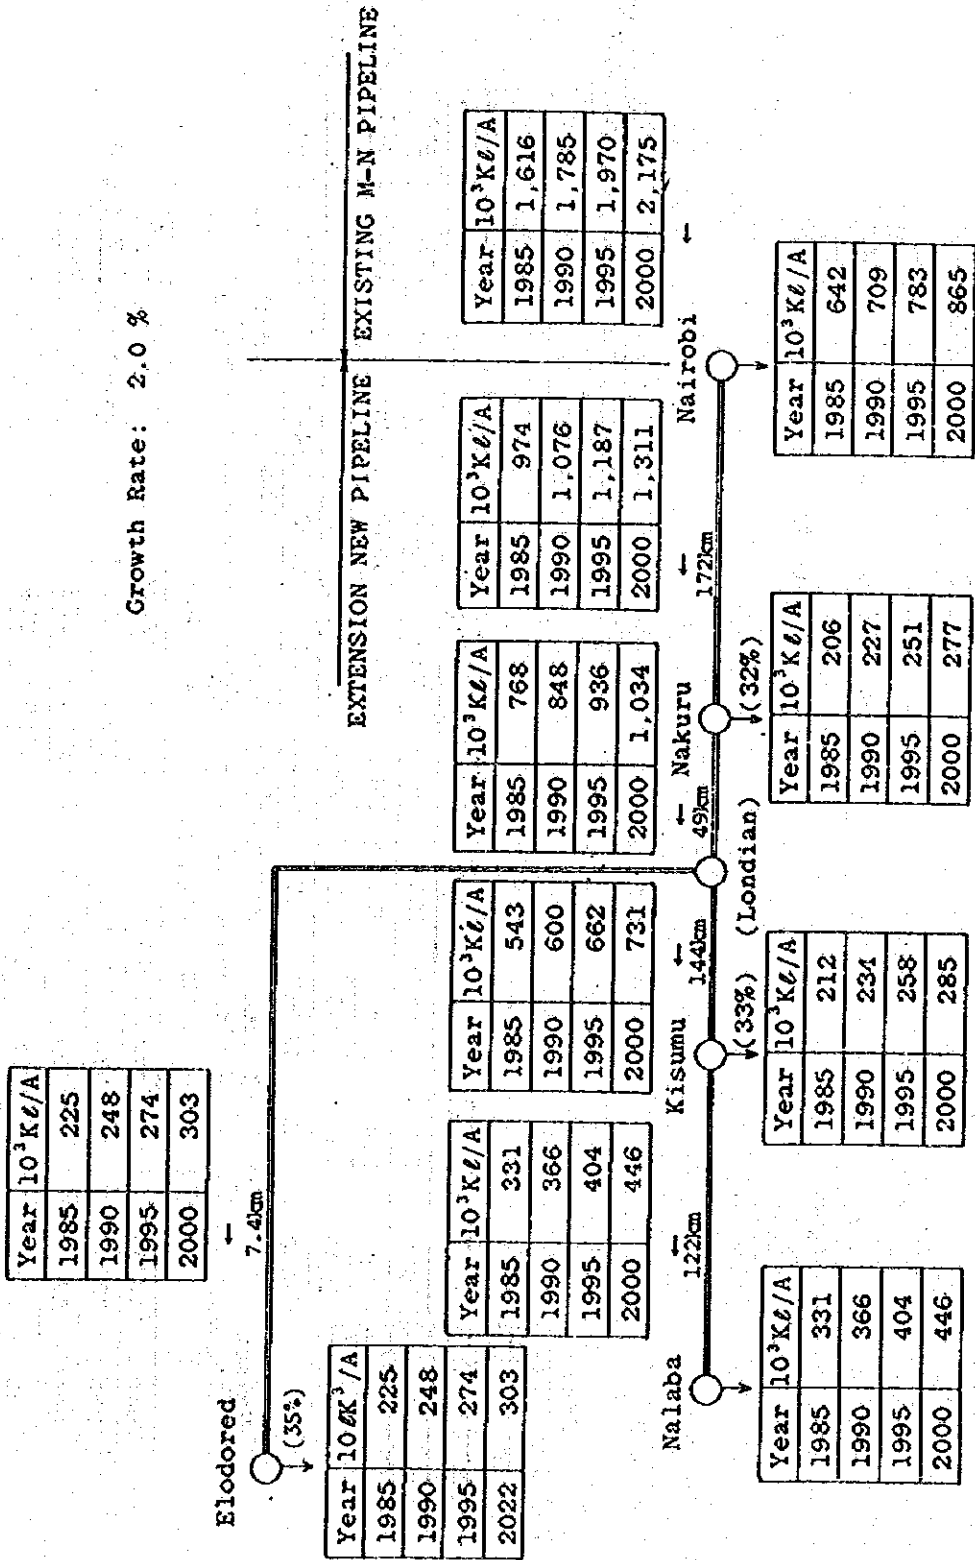 Year 10³Kℓ/A
1985 225
1990 248
1995 274
2000 303
Growth Rate: 2.0 %
←
7.4km
Elodored
(35%)
Year 10ℓK³/A
1985 225
1990 248
1995 274
2022 303
EXTENSION NEW PIPELINE
EXISTING M-N PIPELINE
Year 10³Kℓ/A
1985 331
1990 366
1995 404
2000 446
Year 10³Kℓ/A
1985 543
1990 600
1995 662
2000 731
Year 10³Kℓ/A
1985 768
1990 848
1995 936
2000 1,034
Year 10³Kℓ/A
1985 974
1990 1,076
1995 1,187
2000 1,311
Year 10³Kℓ/A
1985 1,616
1990 1,785
1995 1,970
2000 2,175
Nalaba
←
122km
Kisumu
←
144km
←
49km
Nakuru
←
172km
Nairobi
←
(33%)
(Londian)
(32%)
Year 10³Kℓ/A
1985 331
1990 366
1995 404
2000 446
Year 10³Kℓ/A
1985 212
1990 234
1995 258
2000 285
Year 10³Kℓ/A
1985 206
1990 227
1995 251
2000 277
Year 10³Kℓ/A
1985 642
1990 709
1995 783
2000 865